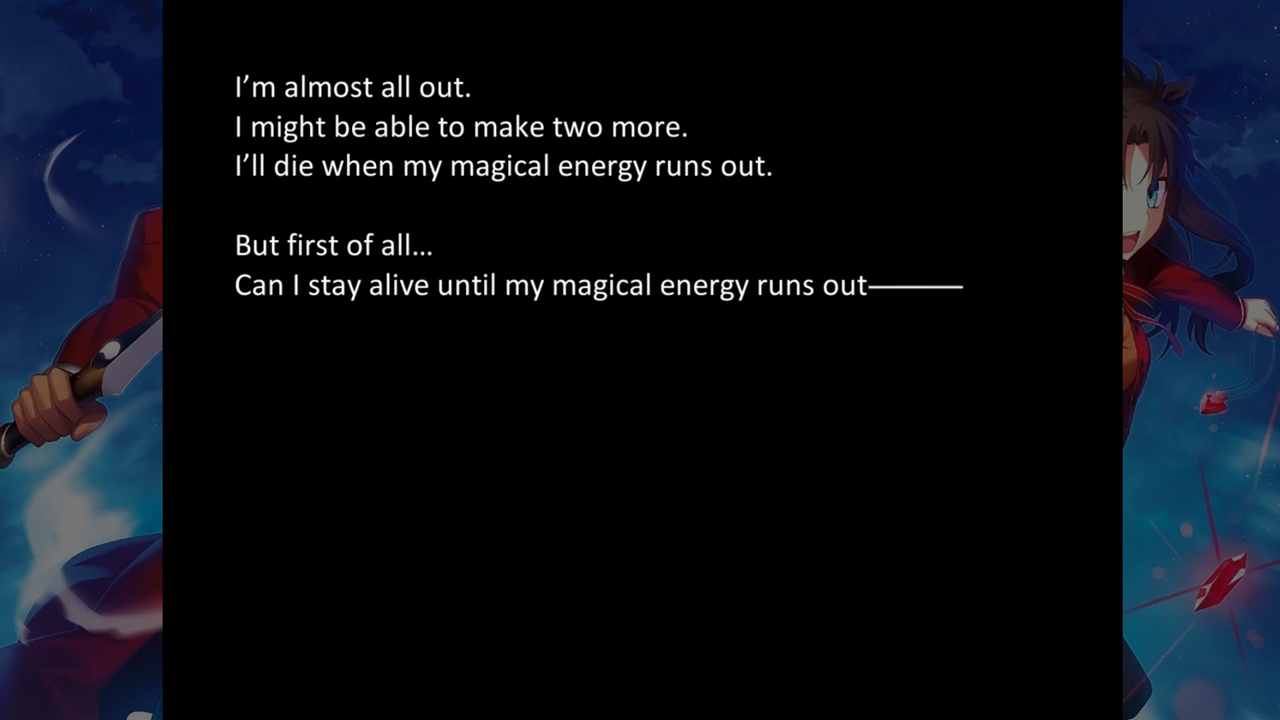 I’m almost all out.
I might be able to make two more.
I’ll die when my magical energy runs out.
But first of all…
Can I stay alive until my magical energy runs out―――